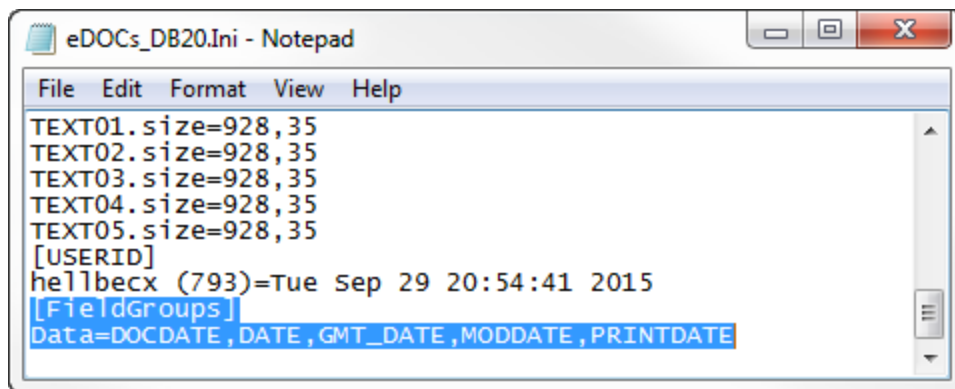 eDOCs_DB20.Ini - Notepad
File Edit Format View Help
TEXT01.size=928,35
TEXT02.size=928,35
TEXT03.size=928,35
TEXT04.size=928,35
TEXT05.size=928,35
[USERID]
hellbecx (793)=Tue Sep 29 20:54:41 2015
[FieldGroups]
Data=DOCDATE,DATE,GMT_DATE,MODDATE,PRINTDATE